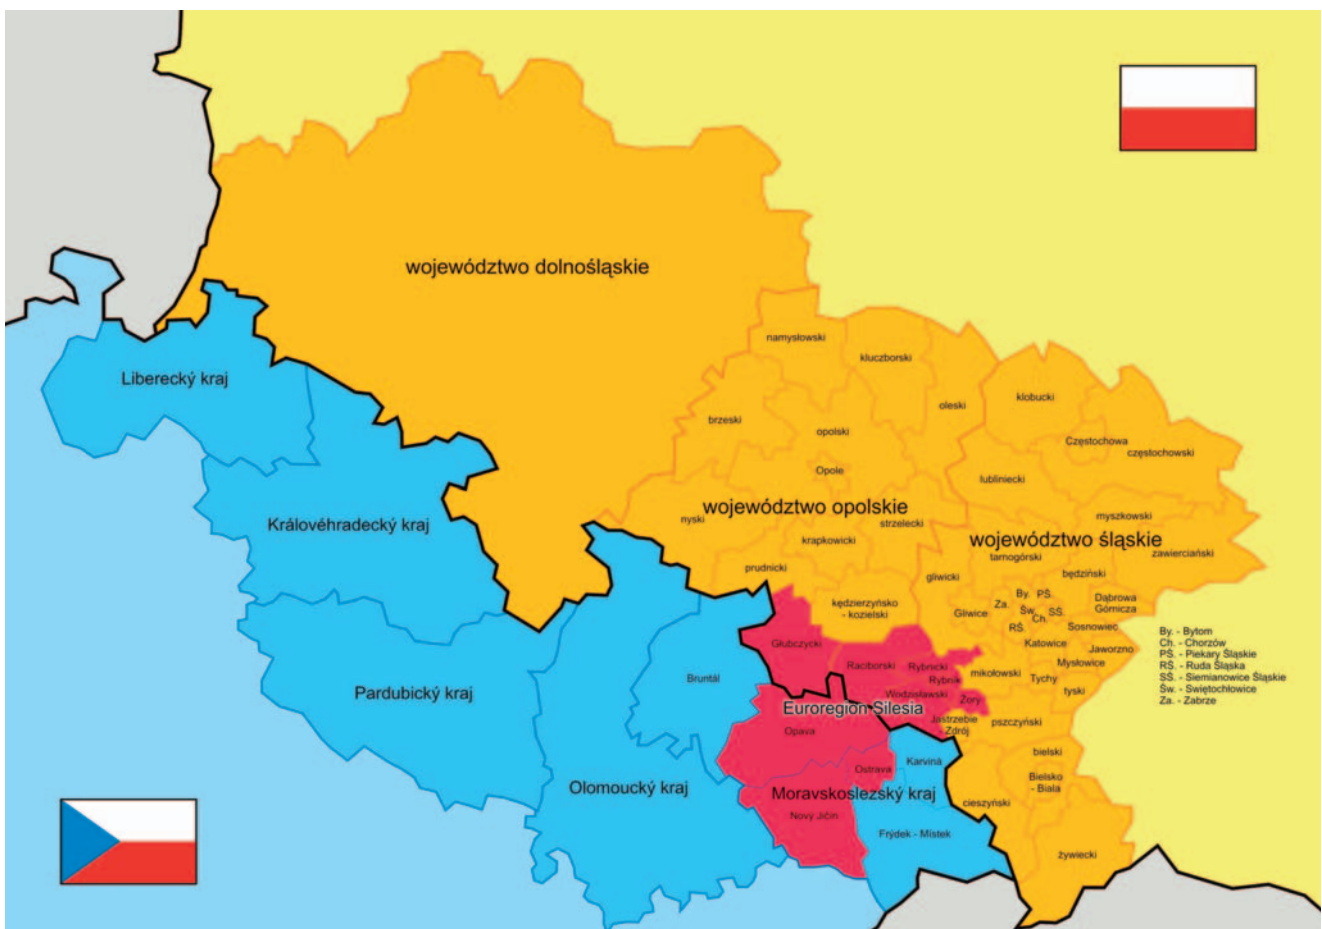 województwo dolnośląskie
namysłowski
kluczborski
Liberecký kraj
oleski
klobucki
brzeski
opolski
Częstochowa
częstochowski
Opole
lubliniecki
województwo opolskie
nyski
strzelecki
myszkowski
Královéhradecký kraj
krapkowicki
województwo śląskie
tarnogórski
zawierciański
prudnicki
gliwicki
będziński
kędzierzyńsko
- kozielski
By.
PŚ.
Za.
Św.
SŚ.
Ch.
RŚ.
Gliwice
Dąbrowa
Górnicza
Sosnowiec
Głubczycki
Katowice
Jaworzno
Raciborski
Rybnicki
Mysłowice
mikołowski
Rybnik
Tychy
Bruntál
tyski
Pardubický kraj
Wodzisławski
Żory
Euroregion Silesia
Jastrzebie
- Zdrój
pszczyński
Opava
bielski
Karviná
Ostrava
Bielsko
- Biala
Olomoucký kraj
Moravskoslezský kraj
cieszyński
Nový Jičín
Frýdek - Místek
żywiecki
By. - Bytom
Ch. - Chorzów
PŚ. - Piekary Śląskie
RŚ. - Ruda Śląska
SŚ. - Siemianowice Śląskie
Św. - Swiętochłowice
Za. - Zabrze